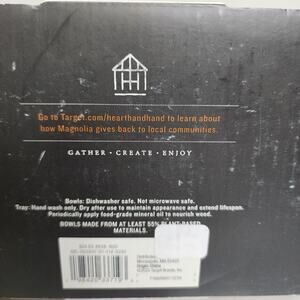 Go to Target.com/hearthandhand to learn about
how Magnolia gives back to local communities.
GATHER · CREATE · ENJOY
Bowls: Dishwasher safe. Not microwave safe.
Tray: Hand wash only. Dry after use to maintain appearance and extend lifespan.
Periodically apply food-grade mineral oil to nourish wood.
BOWLS MADE FROM AT LEAST 55% PLANT-BASED
MATERIALS.